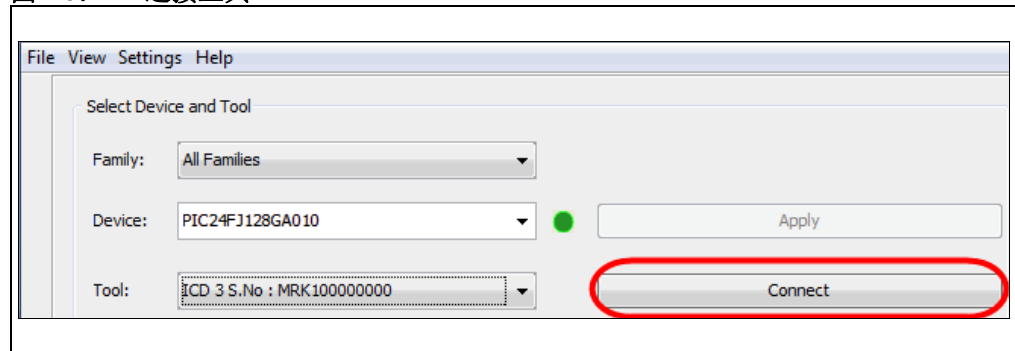 File View Settings Help
Select Device and Tool
Family: All Families
Device: PIC24FJ128GA010 Apply
Tool: ICD 3 S.No : MRK100000000 Connect